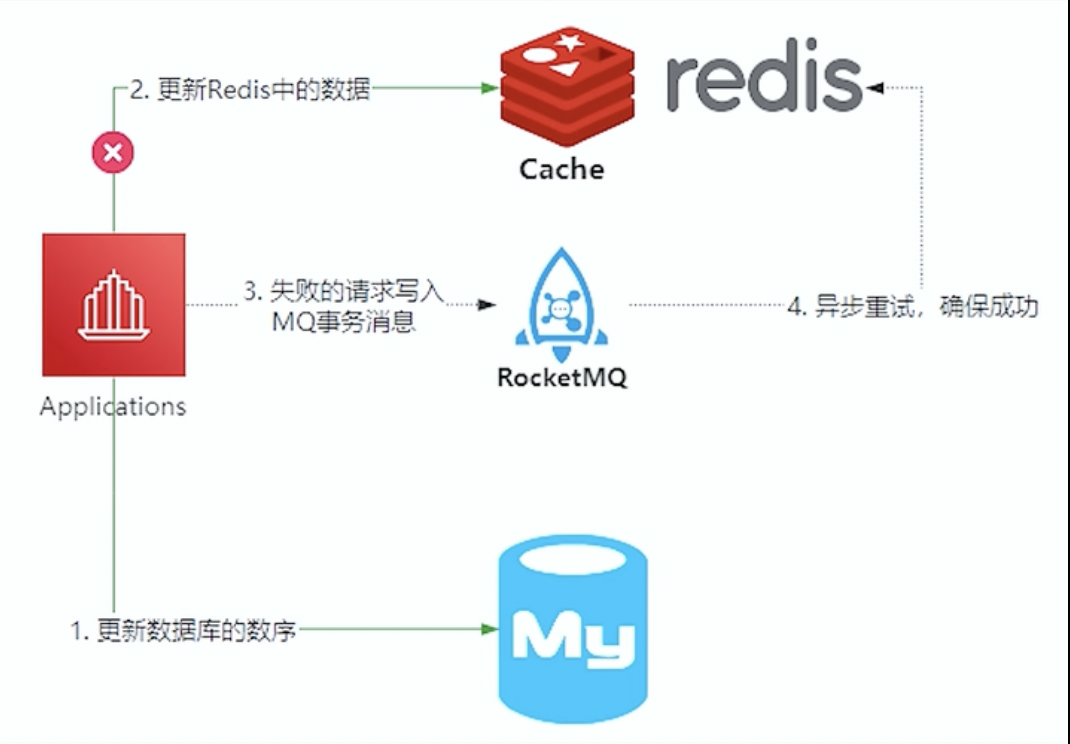 2. 更新Redis中的数据
redis
Cache
3. 失败的请求写入
MQ事务消息
4. 异步重试，确保成功
RocketMQ
Applications
1. 更新数据库的数序
My